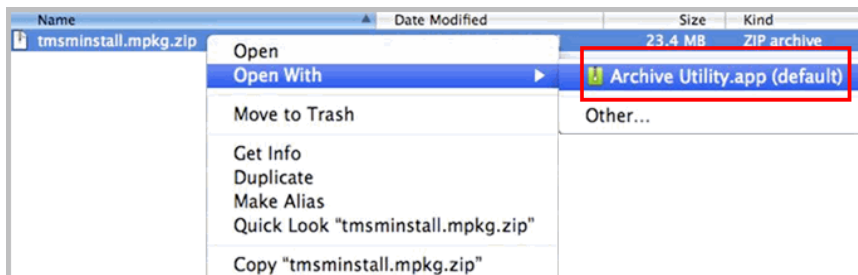 Name Date Modified Size Kind
tmsminstall.mpkg.zip 23.4 MB ZIP archive
Open
Open With Archive Utility.app (default)
Move to Trash Other...
Get Info
Duplicate
Make Alias
Quick Look “tmsminstall.mpkg.zip”
Copy “tmsminstall.mpkg.zip”